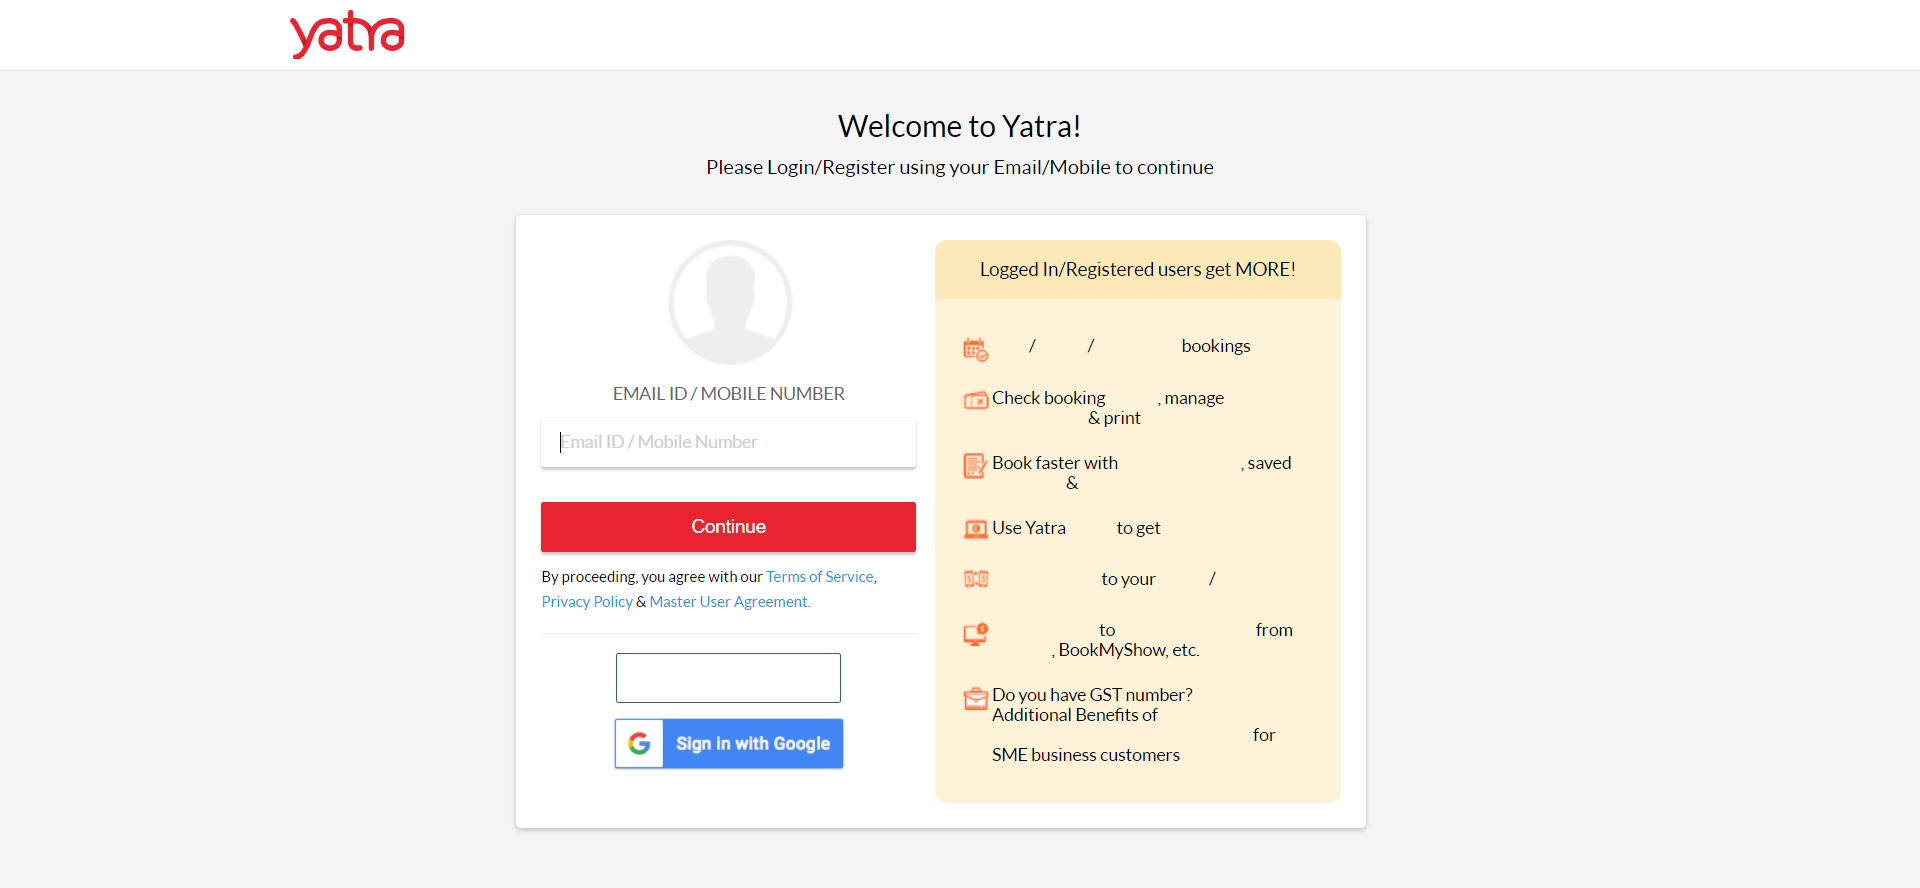 yatra
Welcome to Yatra!
Please Login/Register using your Email/Mobile to continue
EMAIL ID / MOBILE NUMBER
Email ID / Mobile Number
Continue
By proceeding, you agree with our Terms of Service,
Privacy Policy & Master User Agreement.
Sign in with Google
Logged In/Registered users get MORE!
/ / bookings
Check booking , manage
& print
Book faster with , saved
&
Use Yatra to get
to your /
to from
, BookMyShow, etc.
Do you have GST number?
Additional Benefits of
for
SME business customers